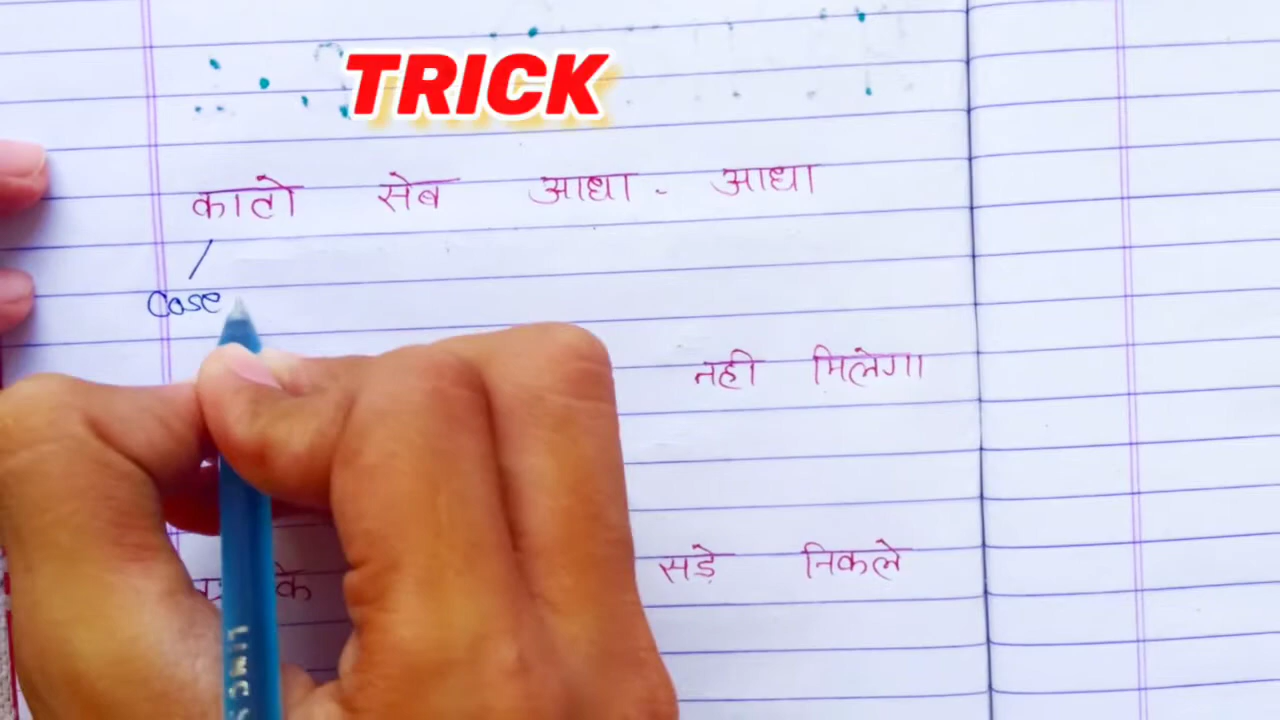 TRICK
काटो सेब आधा - आधा
Case
नही मिलेगा
के सड़े निकले